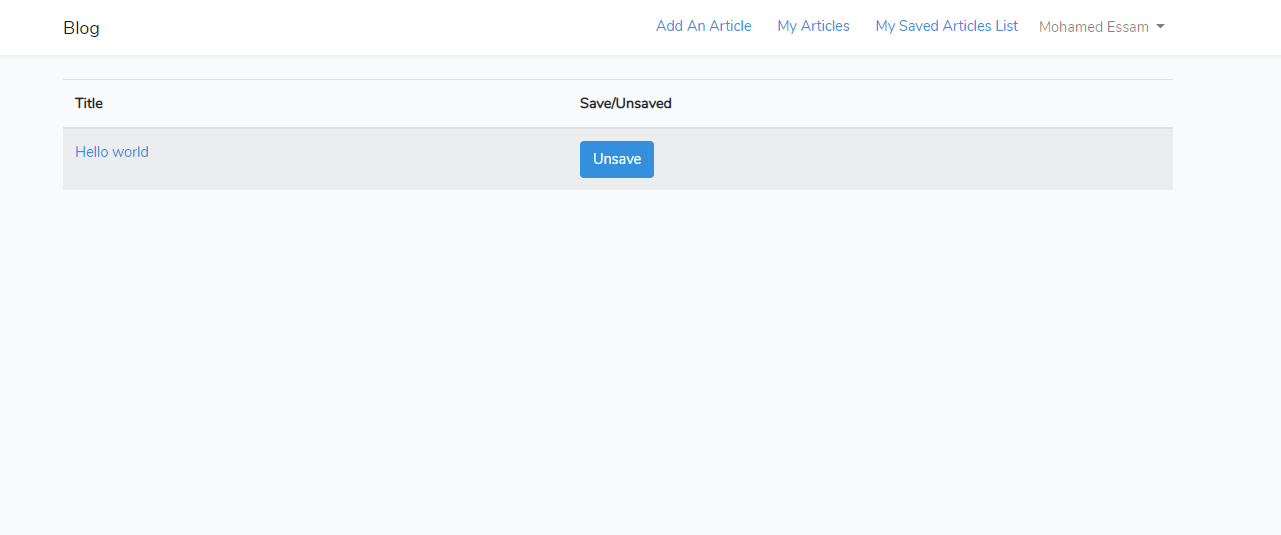 Blog Add An Article My Articles My Saved Articles List Mohamed Essam
Title Save/Unsaved
Hello world Unsave